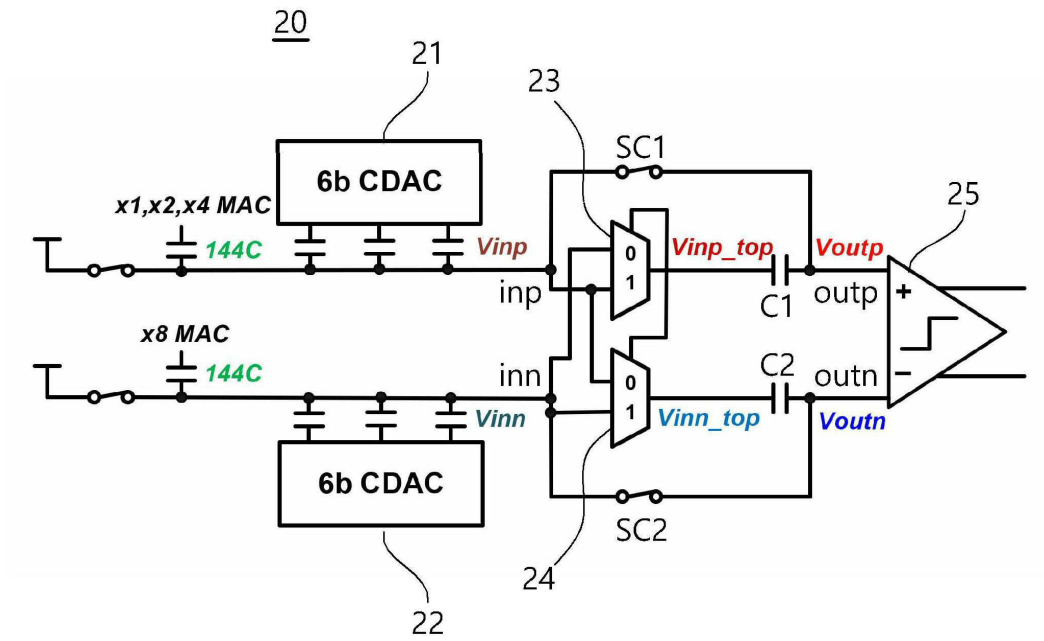 20
21
23
SC1
6b CDAC
25
x1,x2,x4 MAC
144C
Vinp
0
Vinp_top
Voutp
1
inp
C1
outp
+
x8 MAC
inn
C2
outn
144C
0
−
Vinn
1
Vinn_top
Voutn
6b CDAC
SC2
24
22